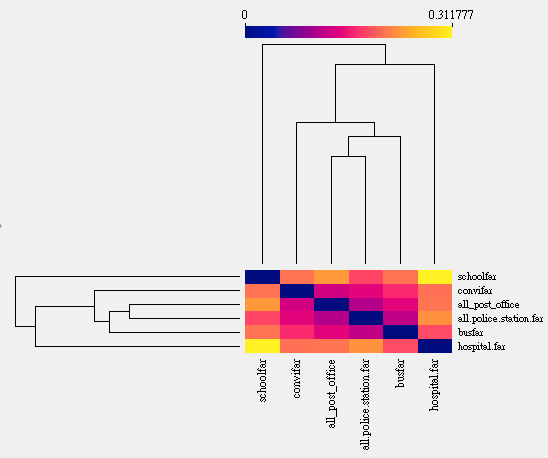 0 0.311777
schoolfar
convifar
all_post_office
all.police.station.far
busfar
hospital.far
schoolfar
convifar
all_post_office
all.police.station.far
busfar
hospital.far